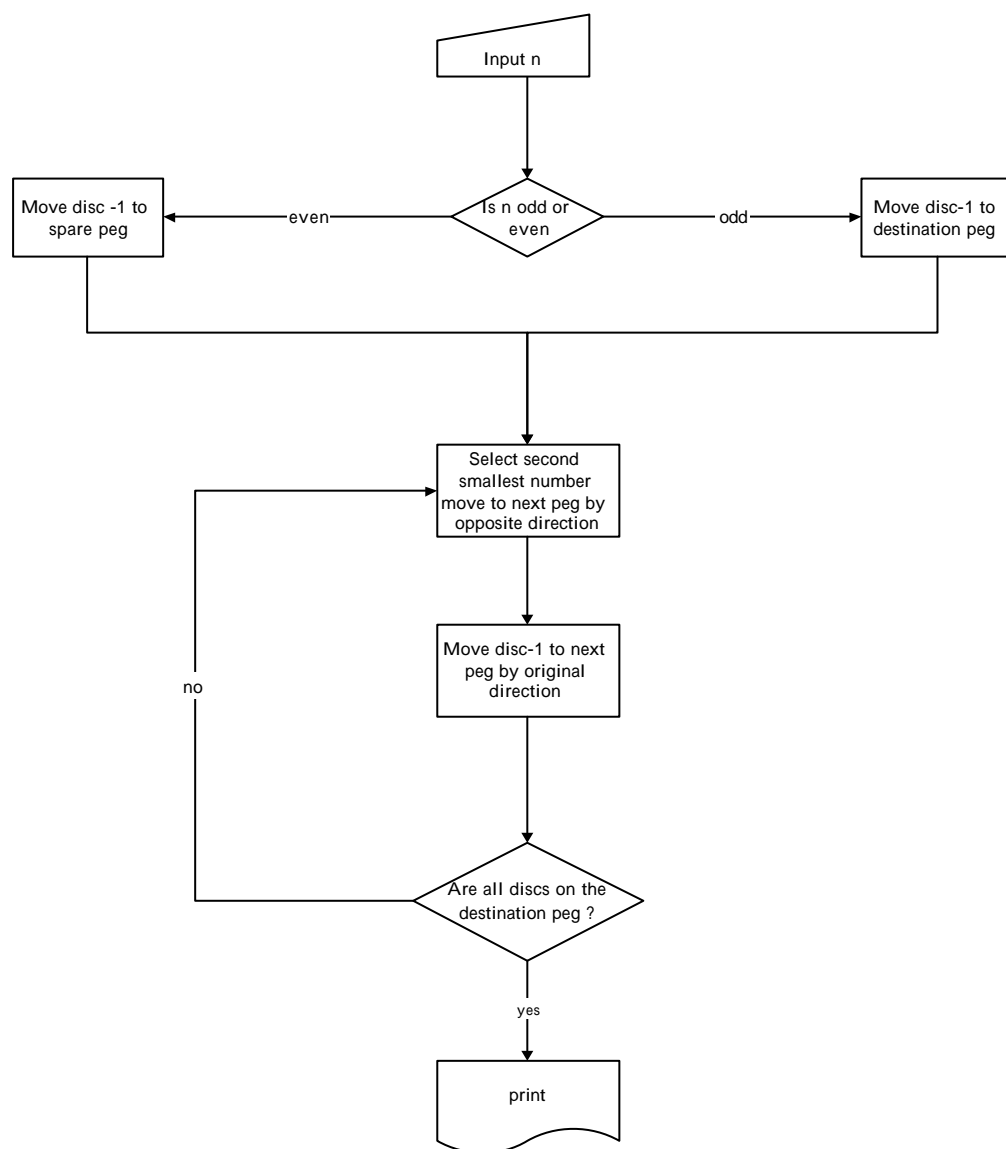 Input n
Move disc -1 to
spare peg
even
Is n odd or
even
odd
Move disc-1 to
destination peg
Select second
smallest number
move to next peg by
opposite direction
Move disc-1 to next
peg by original
direction
no
Are all discs on the
destination peg ?
yes
print